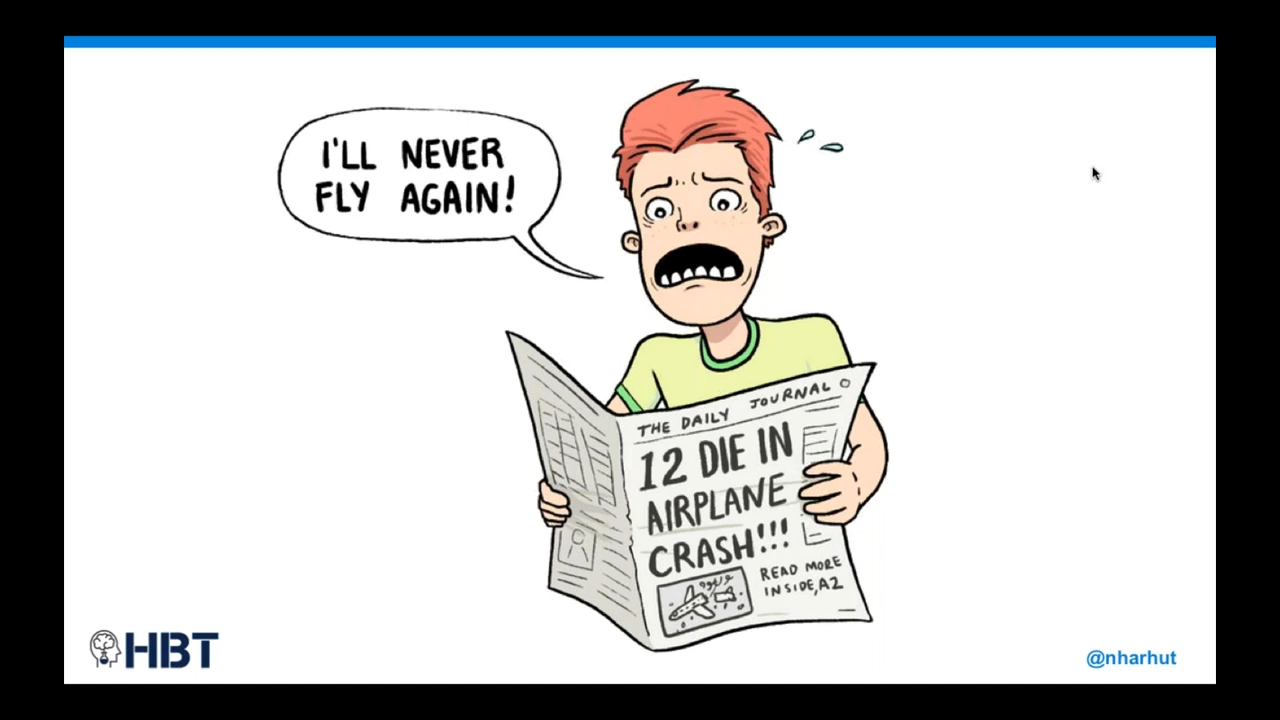 I'LL NEVER
FLY AGAIN!
THE DAILY JOURNAL
12 DIE IN
AIRPLANE
CRASH!!!
READ MORE
INSIDE, A2
HBT
@nharhut